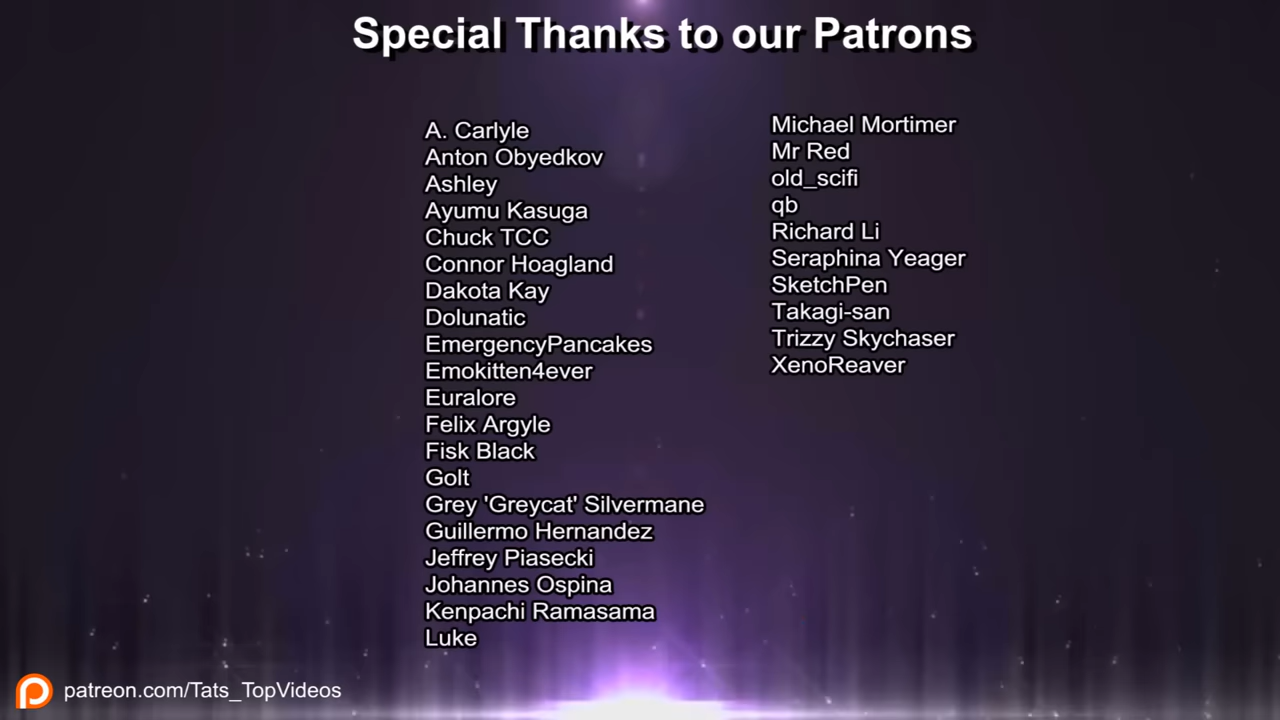 Special Thanks to our Patrons
A. Carlyle
Anton Obyedkov
Ashley
Ayumu Kasuga
Chuck TCC
Connor Hoagland
Dakota Kay
Dolunatic
EmergencyPancakes
Emokitten4ever
Euralore
Felix Argyle
Fisk Black
Golt
Grey 'Greycat' Silvermane
Guillermo Hernandez
Jeffrey Piasecki
Johannes Ospina
Kenpachi Ramasama
Luke
Michael Mortimer
Mr Red
old_scifi
qb
Richard Li
Seraphina Yeager
SketchPen
Takagi-san
Trizzy Skychaser
XenoReaver
patreon.com/Tats_TopVideos